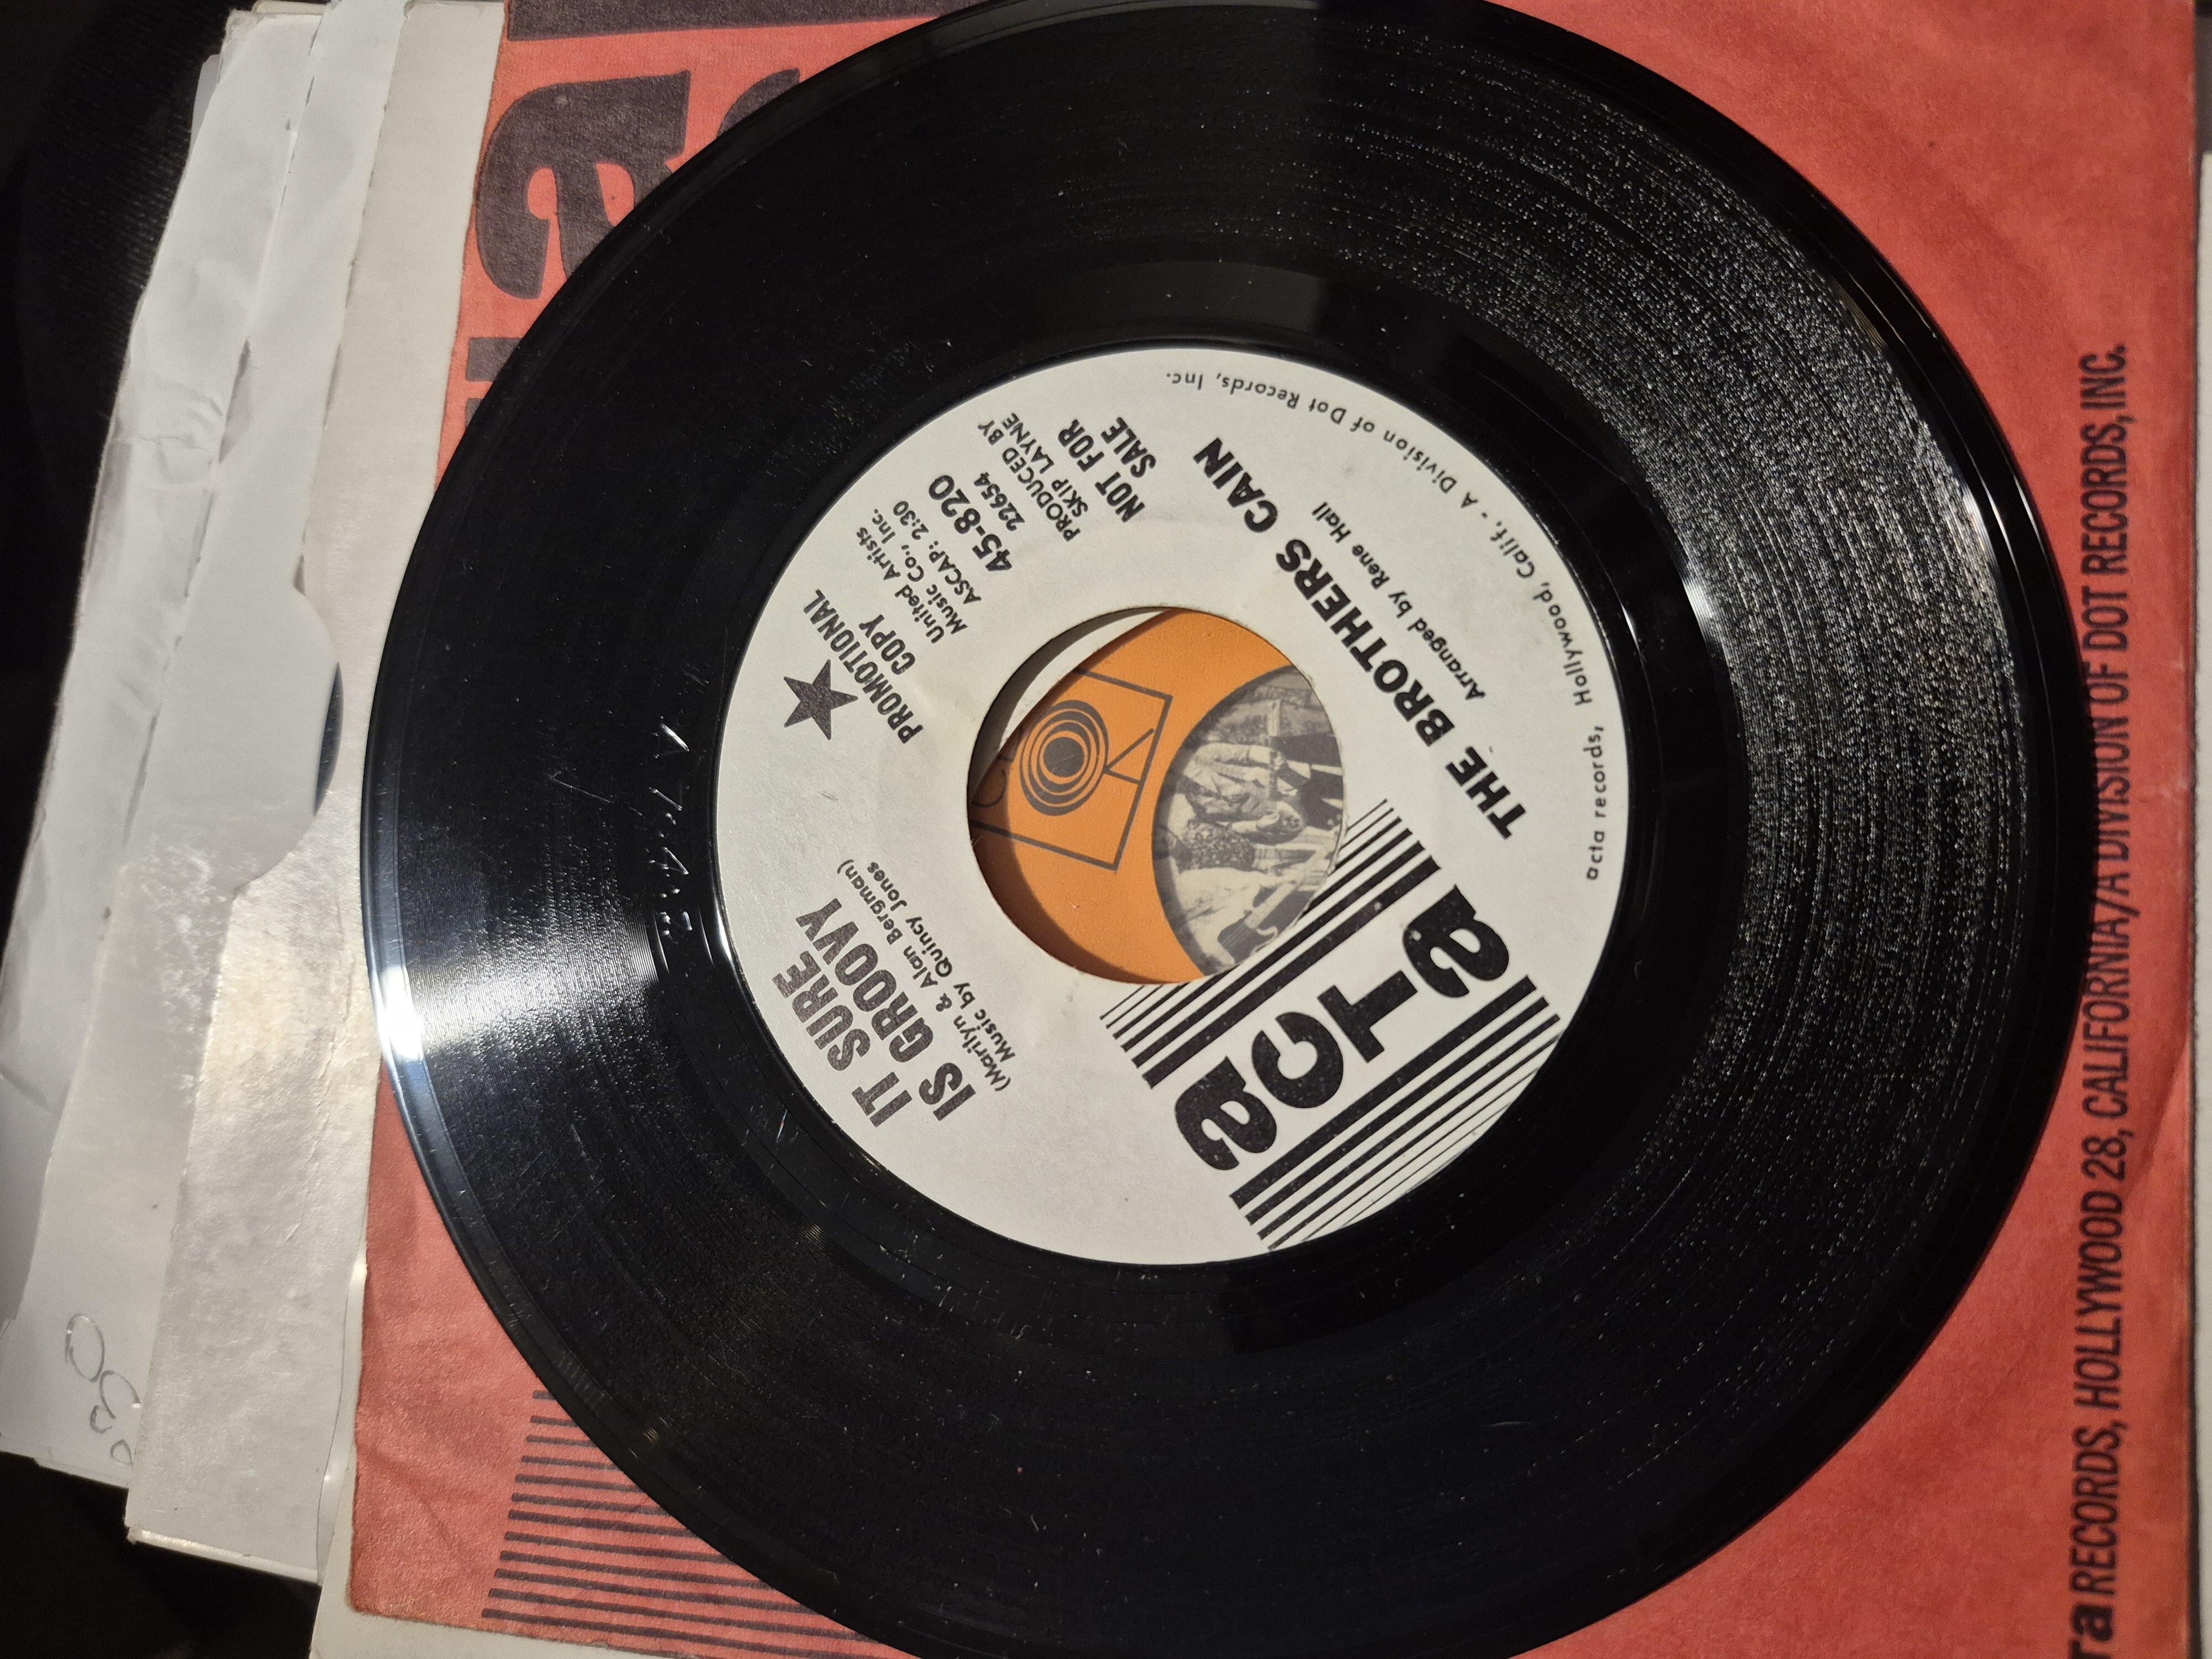 acta
IT SURE
IS GROOVY
(Marilyn & Alan Bergman)
Music by Quincy Jones
PROMOTIONAL
COPY
United Artists
Music Co., Inc.
ASCAP: 2:30
45-820
22654
PRODUCED BY
SKIP LAYNE
NOT FOR
SALE
THE BROTHERS CAIN
Arranged by Rene Hall
acta records, Hollywood, Calif. - A Division of Dot Records, Inc.
RECORDS, HOLLYWOOD 28, CALIFORNIA/A DIVISION OF DOT RECORDS, INC.